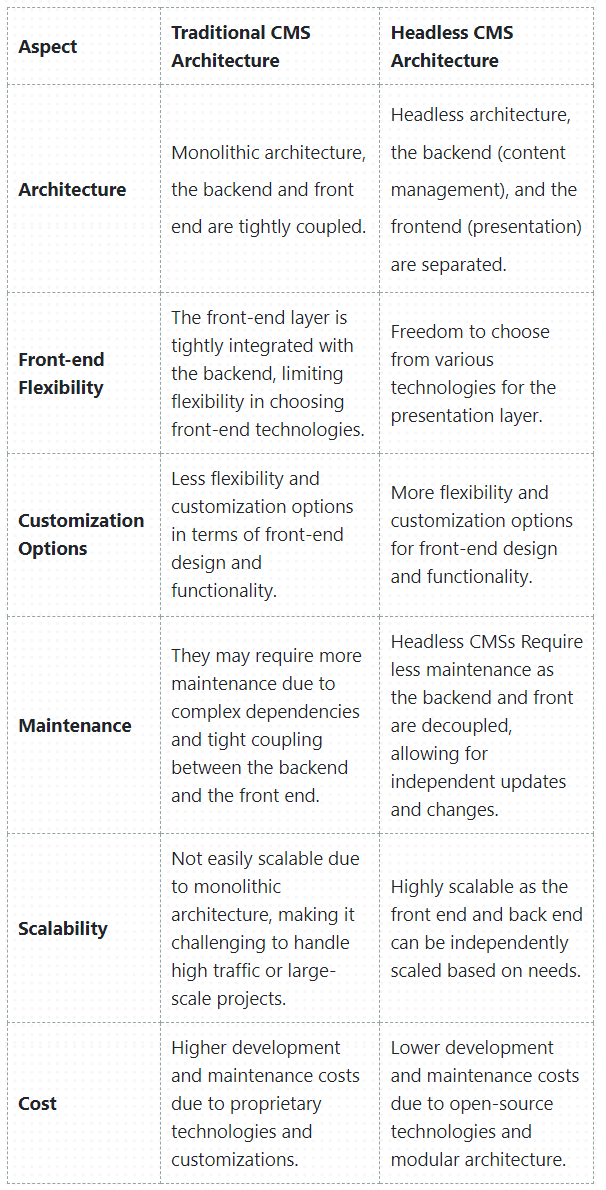 Aspect
Traditional CMS
Architecture
Headless CMS
Architecture
Architecture
Monolithic architecture,
the backend and front
end are tightly coupled.
Headless architecture,
the backend (content
management), and the
frontend (presentation)
are separated.
Front-end
Flexibility
The front-end layer is
tightly integrated with
the backend, limiting
flexibility in choosing
front-end technologies.
Freedom to choose
from various
technologies for the
presentation layer.
Customization
Options
Less flexibility and
customization options
in terms of front-end
design and
functionality.
More flexibility and
customization options
for front-end design
and functionality.
Maintenance
They may require more
maintenance due to
complex dependencies
and tight coupling
between the backend
and the front end.
Headless CMSs Require
less maintenance as
the backend and front
are decoupled,
allowing for
independent updates
and changes.
Scalability
Not easily scalable due
to monolithic
architecture, making it
challenging to handle
high traffic or large-
scale projects.
Highly scalable as the
front end and back end
can be independently
scaled based on needs.
Cost
Higher development
and maintenance costs
due to proprietary
technologies and
customizations.
Lower development
and maintenance costs
due to open-source
technologies and
modular architecture.